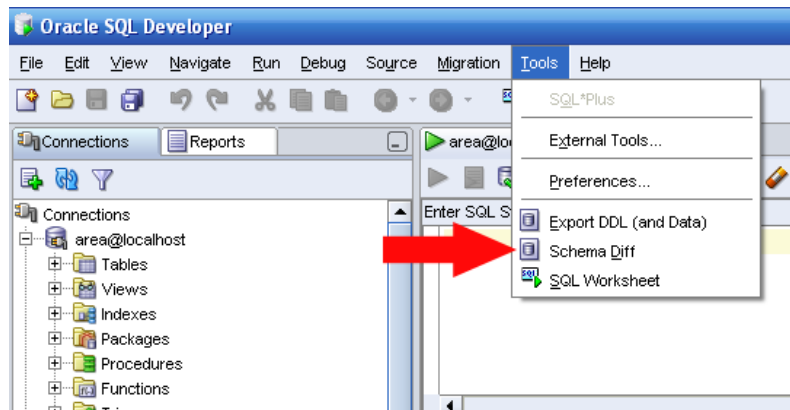 Oracle SQL Developer
File Edit View Navigate Run Debug Source Migration Tools Help
SQL*Plus
Connections Reports
area@lo
External Tools...
Preferences...
Connections
Enter SQL S
Export DDL (and Data)
area@localhost
Schema Diff
Tables
SQL Worksheet
Views
Indexes
Packages
Procedures
Functions